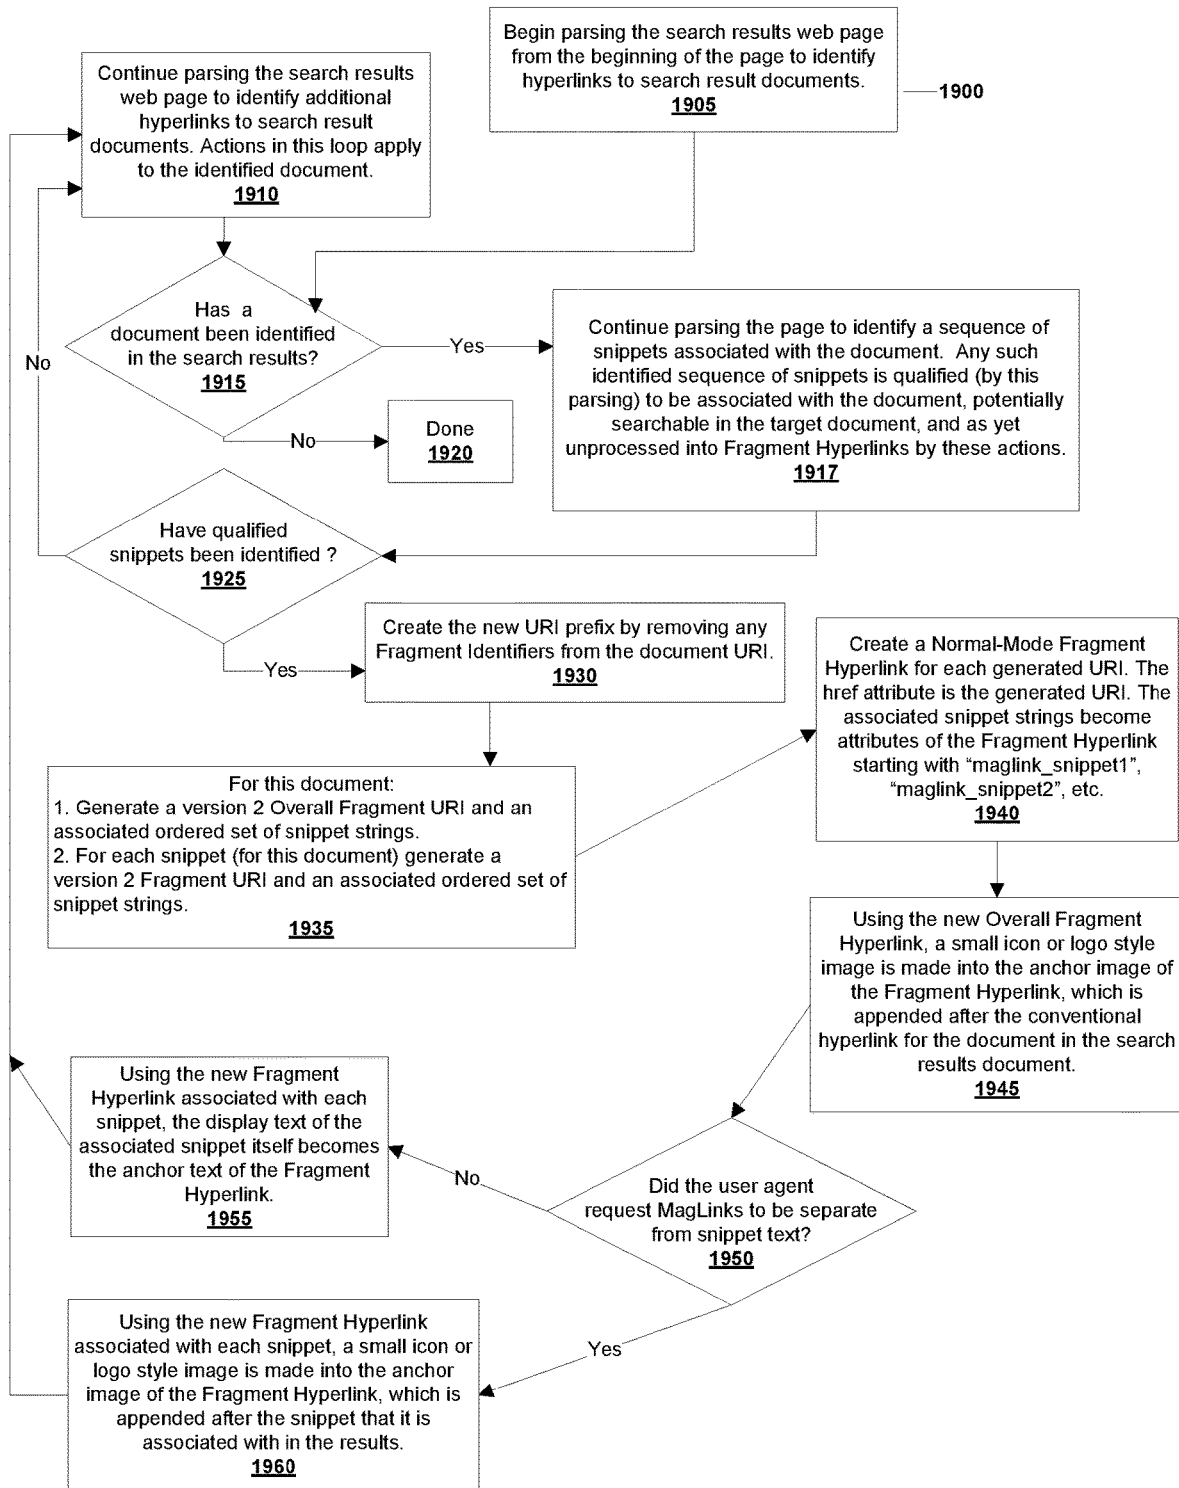 Begin parsing the search results web page
from the beginning of the page to identify
hyperlinks to search result documents.
1905
1900
Continue parsing the search results
web page to identify additional
hyperlinks to search result
documents. Actions in this loop apply
to the identified document.
1910
Has a
document been identified
in the search results?
1915
Yes
No
No
Continue parsing the page to identify a sequence of
snippets associated with the document. Any such
identified sequence of snippets is qualified (by this
parsing) to be associated with the document, potentially
searchable in the target document, and as yet
unprocessed into Fragment Hyperlinks by these actions.
1917
Done
1920
Have qualified
snippets been identified ?
1925
Yes
Create the new URI prefix by removing any
Fragment Identifiers from the document URI.
1930
For this document:
1. Generate a version 2 Overall Fragment URI and an
associated ordered set of snippet strings.
2. For each snippet (for this document) generate a
version 2 Fragment URI and an associated ordered set of
snippet strings.
1935
Create a Normal-Mode Fragment
Hyperlink for each generated URI. The
href attribute is the generated URI. The
associated snippet strings become
attributes of the Fragment Hyperlink
starting with “maglink_snippet1”,
“maglink_snippet2”, etc.
1940
Using the new Overall Fragment
Hyperlink, a small icon or logo style
image is made into the anchor image of
the Fragment Hyperlink, which is
appended after the conventional
hyperlink for the document in the search
results document.
1945
Did the user agent
request MagLinks to be separate
from snippet text?
1950
No
Using the new Fragment
Hyperlink associated with each
snippet, the display text of the
associated snippet itself becomes
the anchor text of the Fragment
Hyperlink.
1955
Yes
Using the new Fragment Hyperlink
associated with each snippet, a small icon or
logo style image is made into the anchor
image of the Fragment Hyperlink, which is
appended after the snippet that it is
associated with in the results.
1960